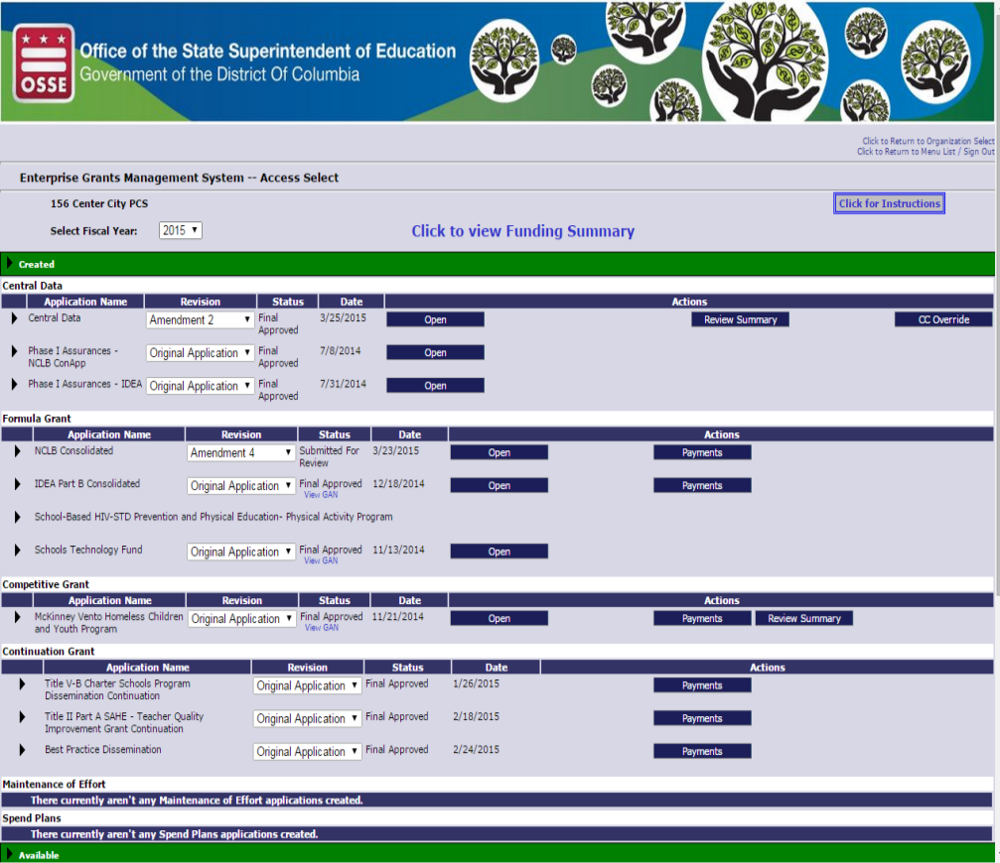 OSSE
Office of the State Superintendent of Education
Government of the District Of Columbia
Click to Return to Organization Select
Click to Return to Menu List / Sign Out
Enterprise Grants Management System -- Access Select
156 Center City PCS
Click for Instructions
Select Fiscal Year: 2015
Click to view Funding Summary
Created
Central Data
Application Name Revision Status Date Actions
Central Data Amendment 2 Final Approved 3/25/2015 Open Review Summary CC Override
Phase I Assurances - NCLB ConApp Original Application Final Approved 7/8/2014 Open
Phase I Assurances - IDEA Original Application Final Approved 7/31/2014 Open
Formula Grant
Application Name Revision Status Date Actions
NCLB Consolidated Amendment 4 Submitted For Review 3/23/2015 Open Payments
IDEA Part B Consolidated Original Application Final Approved 12/18/2014 Open Payments
View GAN
School-Based HIV-STD Prevention and Physical Education- Physical Activity Program
Schools Technology Fund Original Application Final Approved 11/13/2014 Open
View GAN
Competitive Grant
Application Name Revision Status Date Actions
McKinney Vento Homeless Children and Youth Program Original Application Final Approved 11/21/2014 Open Payments Review Summary
View GAN
Continuation Grant
Application Name Revision Status Date Actions
Title V-B Charter Schools Program Dissemination Continuation Original Application Final Approved 1/26/2015 Payments
Title II Part A SAHE - Teacher Quality Improvement Grant Continuation Original Application Final Approved 2/18/2015 Payments
Best Practice Dissemination Original Application Final Approved 2/24/2015 Payments
Maintenance of Effort
There currently aren't any Maintenance of Effort applications created.
Spend Plans
There currently aren't any Spend Plans applications created.
Available